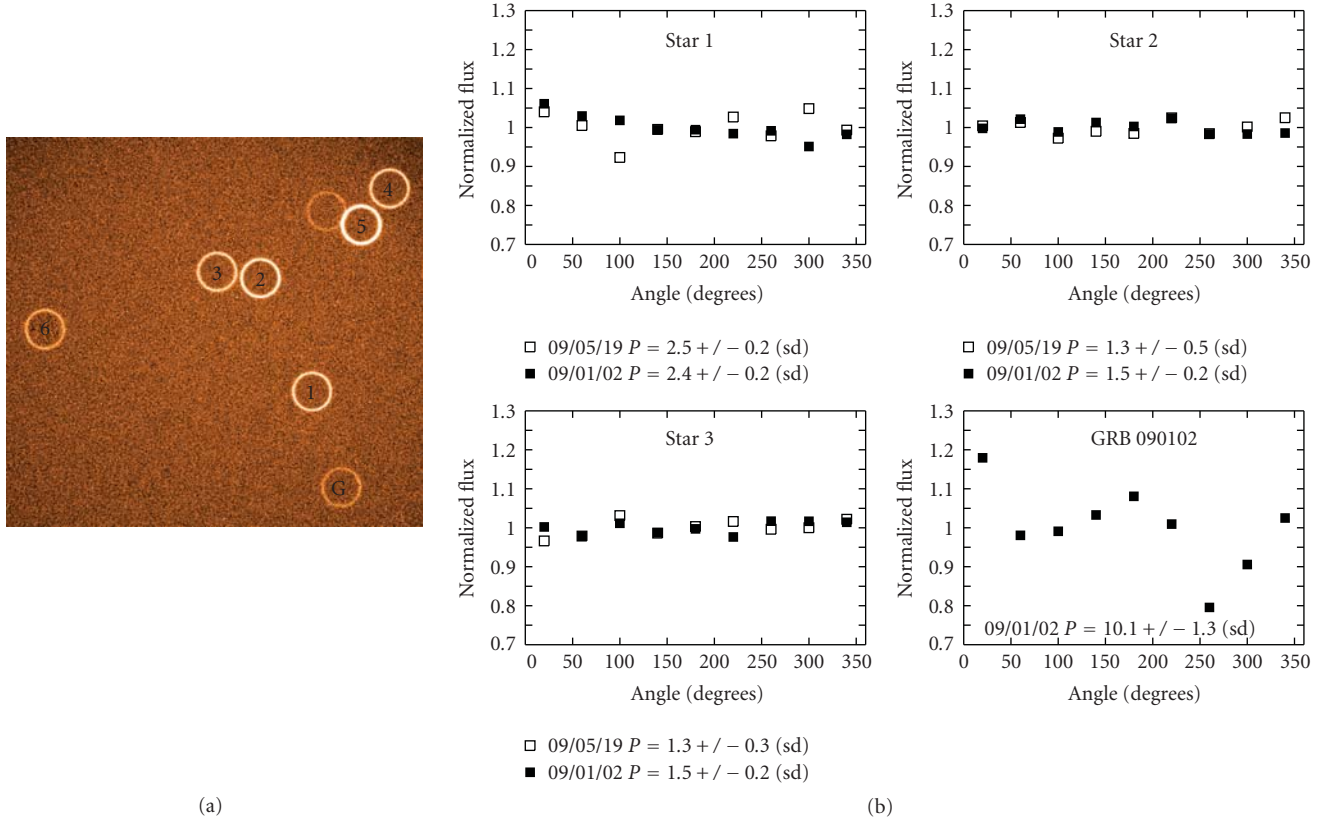 4
5
3
2
6
1
G
(a)
1.3
1.2
1.1
1
0.9
0.8
0.7
Normalized flux
Star 1
0 50 100 150 200 250 300 350
Angle (degrees)
09/05/19 P = 2.5 +/− 0.2 (sd)
09/01/02 P = 2.4 +/− 0.2 (sd)
1.3
1.2
1.1
1
0.9
0.8
0.7
Normalized flux
Star 2
0 50 100 150 200 250 300 350
Angle (degrees)
09/05/19 P = 1.3 +/− 0.5 (sd)
09/01/02 P = 1.5 +/− 0.2 (sd)
1.3
1.2
1.1
1
0.9
0.8
0.7
Normalized flux
Star 3
0 50 100 150 200 250 300 350
Angle (degrees)
09/05/19 P = 1.3 +/− 0.3 (sd)
09/01/02 P = 1.5 +/− 0.2 (sd)
1.3
1.2
1.1
1
0.9
0.8
0.7
Normalized flux
GRB 090102
09/01/02 P = 10.1 +/− 1.3 (sd)
0 50 100 150 200 250 300 350
Angle (degrees)
(b)